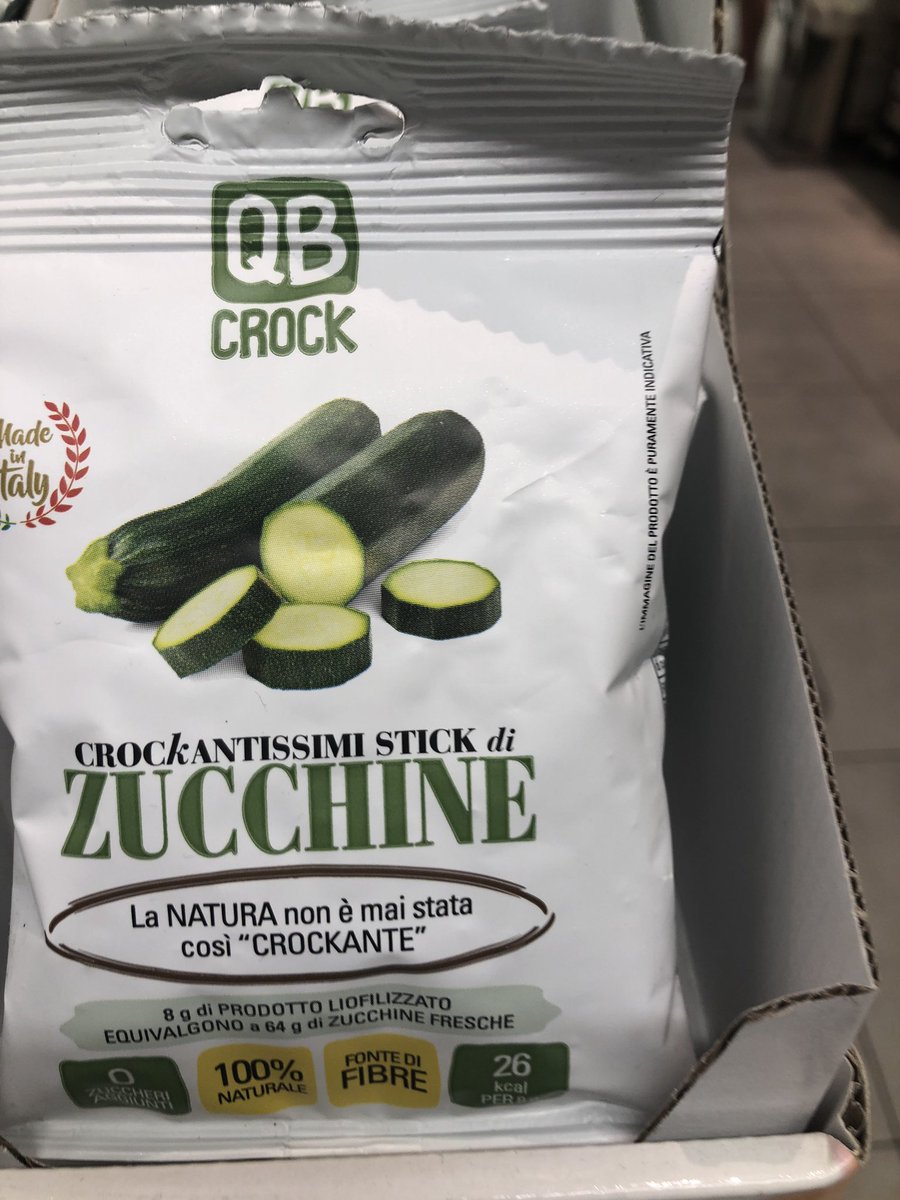 QB
CROCK
Made
in
Italy
L'IMMAGINE DEL PRODOTTO È PURAMENTE INDICATIVA
CROCKANTISSIMI STICK di
ZUCCHINE
La NATURA non è mai stata
così "CROCKANTE"
8 g di PRODOTTO LIOFILIZZATO
EQUIVALGONO a 64 g di ZUCCHINE FRESCHE
0
ZUCCHERI
AGGIUNTI
100%
NATURALE
FONTE DI
FIBRE
26
kcal
PER